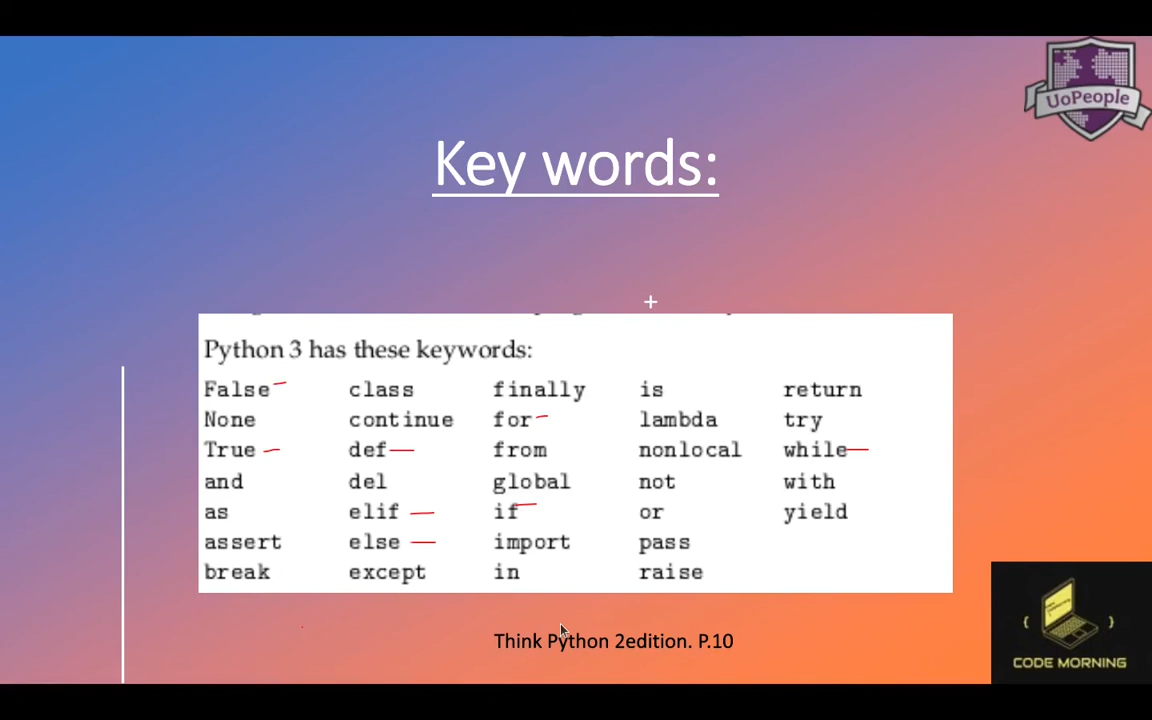 UoPeople
Key words:
Python 3 has these keywords:
False class finally is return
None continue for lambda try
True def from nonlocal while
and del global not with
as elif if or yield
assert else import pass
break except in raise
Think Python 2edition. P.10
{ }
CODE MORNING